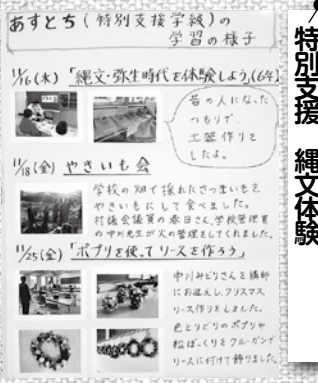 あすとち(特別支援学級)の
学習の様子
11/16(木)「縄文・弥生時代を体験しよう」(6年)
昔の人になった
つもりで、
土器作りを
したよ。
11/18(金) やきいも会
学校の畑で採れたさつまいもを
やきいもにして食べました。
村議会議員の春日さん、学校管理員
の中川先生が火の管理をしてくれました。
11/25(金)「ポプリを使ってリースを作ろう」
中川みどりさんを講師
にお迎えし、クリスマス
リース作りをしました。
色とりどりのポプリや
松ぼっくりをグルーガンで
リースに付けて飾りました。
特別支援 縄文体験